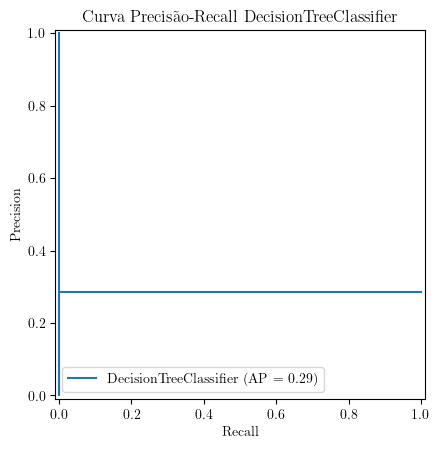 Curva Precisão-Recall DecisionTreeClassifier
1.0
0.8
0.6
0.4
0.2
0.0
Precision
DecisionTreeClassifier (AP = 0.29)
0.0 0.2 0.4 0.6 0.8 1.0
Recall